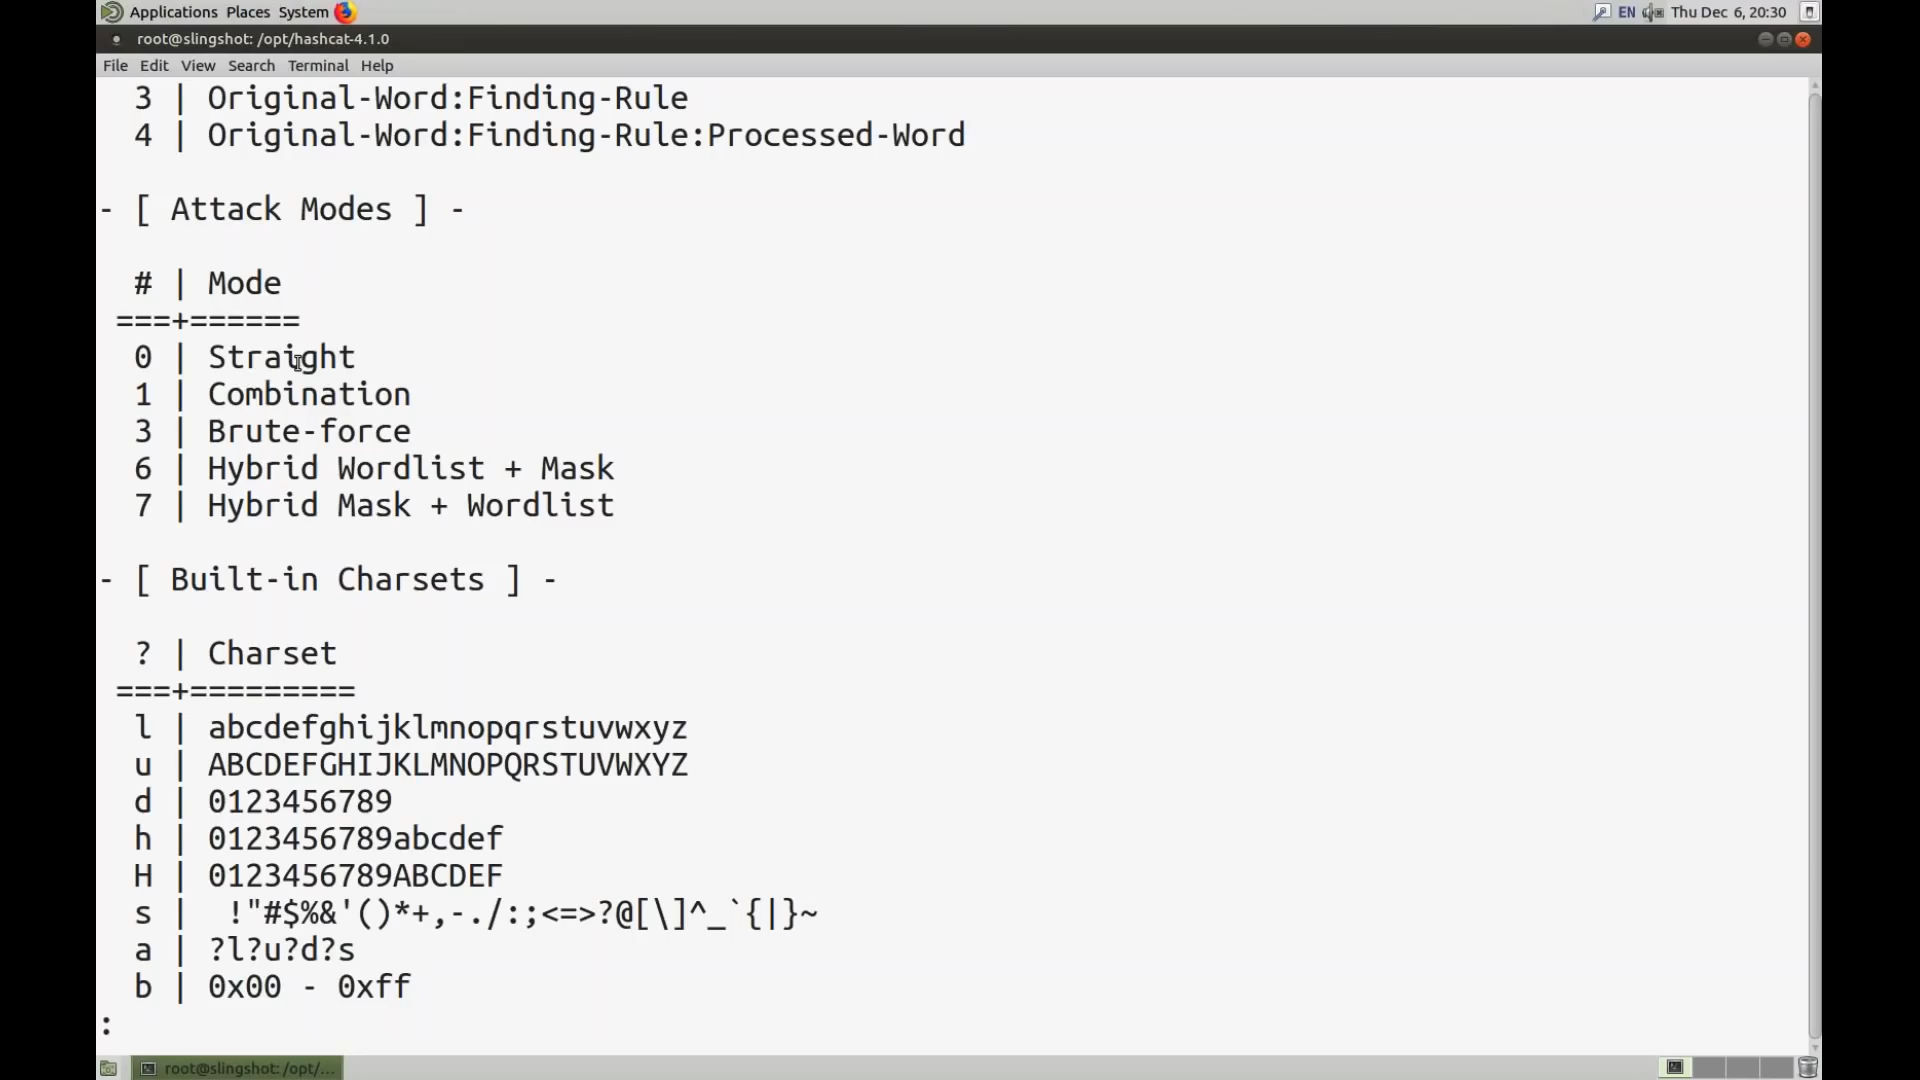 Applications Places System EN Thu Dec 6, 20:30
root@slingshot: /opt/hashcat-4.1.0
File Edit View Search Terminal Help
3 | Original-Word:Finding-Rule
4 | Original-Word:Finding-Rule:Processed-Word
- [ Attack Modes ] -
# | Mode
===+======
0 | Straight
1 | Combination
3 | Brute-force
6 | Hybrid Wordlist + Mask
7 | Hybrid Mask + Wordlist
- [ Built-in Charsets ] -
? | Charset
===+=========
l | abcdefghijklmnopqrstuvwxyz
u | ABCDEFGHIJKLMNOPQRSTUVWXYZ
d | 0123456789
h | 0123456789abcdef
H | 0123456789ABCDEF
s |  !"#$%&'()*+,-./:;<=>?@[\]^_`{|}~
a | ?l?u?d?s
b | 0x00 - 0xff
:
root@slingshot: /opt/...